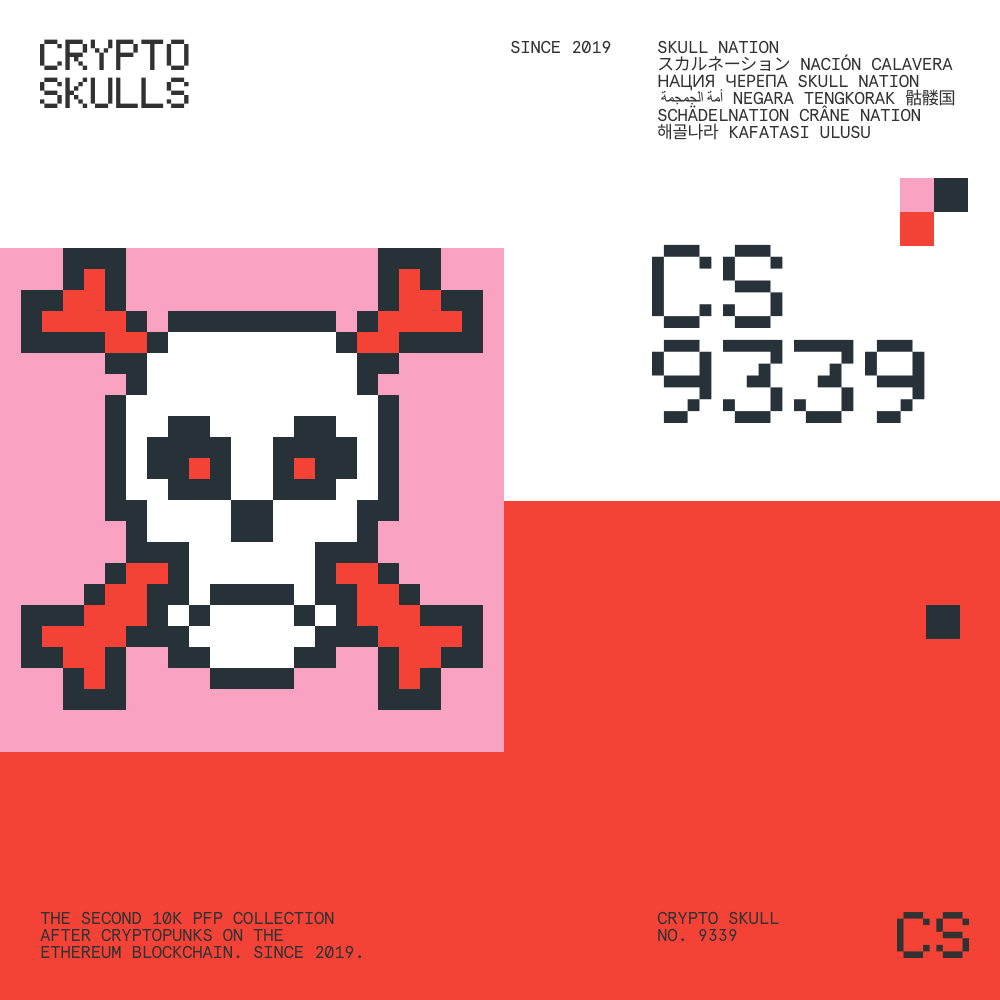 CRYPTO
SKULLS
SINCE 2019
SKULL NATION
スカルネーション NACIÓN CALAVERA
НАЦИЯ ЧЕРЕПА SKULL NATION
أمة الجمجمة NEGARA TENGKORAK 骷髅国
SCHÄDELNATION CRÂNE NATION
해골나라 KAFATASI ULUSU
CS
9339
THE SECOND 10K PFP COLLECTION
AFTER CRYPTOPUNKS ON THE
ETHEREUM BLOCKCHAIN. SINCE 2019.
CRYPTO SKULL
NO. 9339
CS